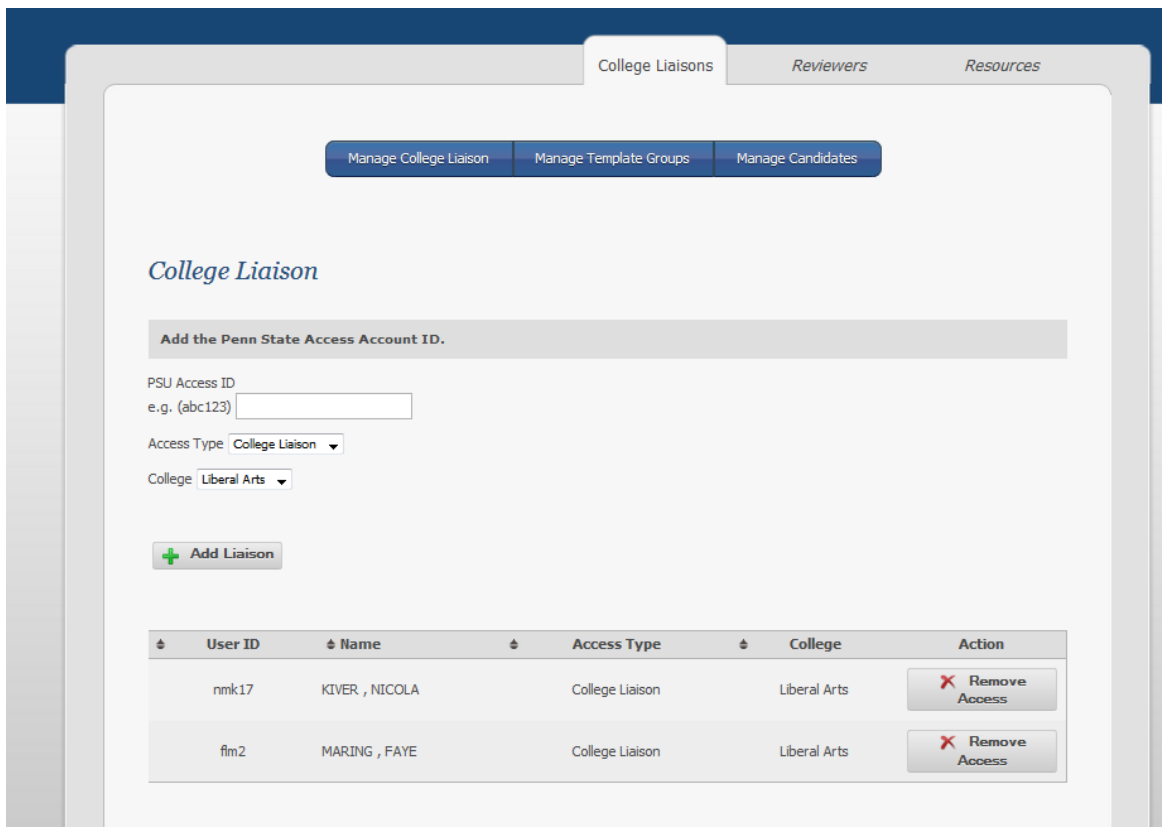 College Liaisons Reviewers Resources
Manage College Liaison Manage Template Groups Manage Candidates
College Liaison
Add the Penn State Access Account ID.
PSU Access ID
e.g. (abc123)
Access Type College Liaison
College Liberal Arts
Add Liaison
User ID Name Access Type College Action
nmk17 KIVER , NICOLA College Liaison Liberal Arts Remove
Access
flm2 MARING , FAYE College Liaison Liberal Arts Remove
Access